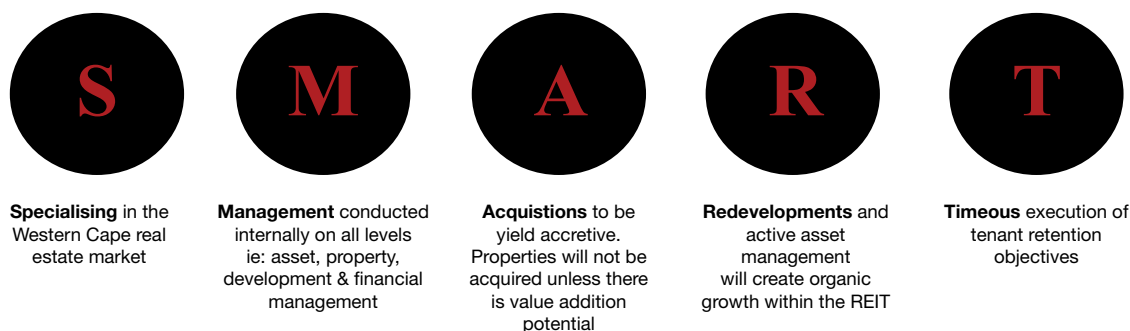 S
M
A
R
T
Specialising in the
Western Cape real
estate market
Management conducted
internally on all levels
ie: asset, property,
development & financial
management
Acquistions to be
yield accretive.
Properties will not be
acquired unless there
is value addition
potential
Redevelopments and
active asset
management
will create organic
growth within the REIT
Timeous execution of
tenant retention
objectives